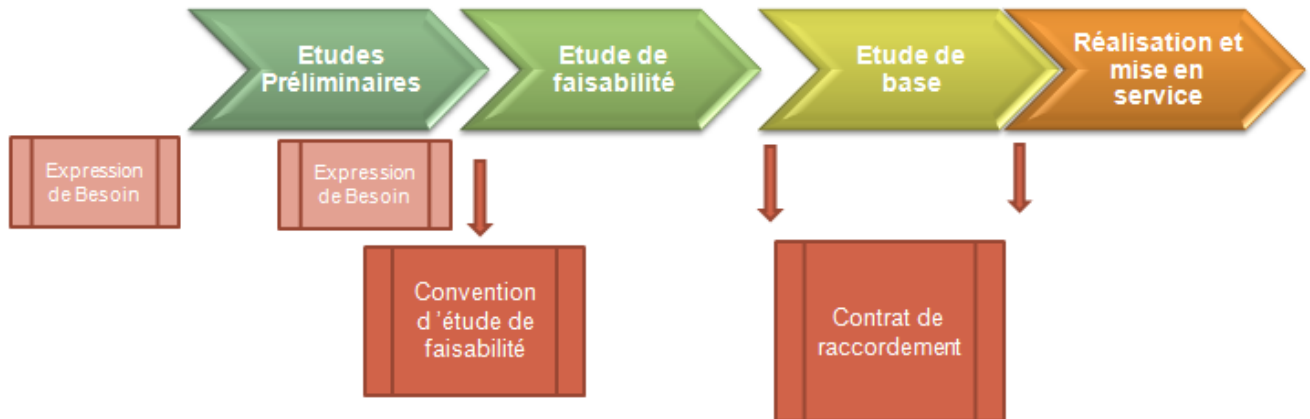 Etudes
Préliminaires
Etude de
faisabilité
Etude de
base
Réalisation et
mise en
service
Expression
de Besoin
Expression
de Besoin
Convention
d 'étude de
faisabilité
Contrat de
raccordement